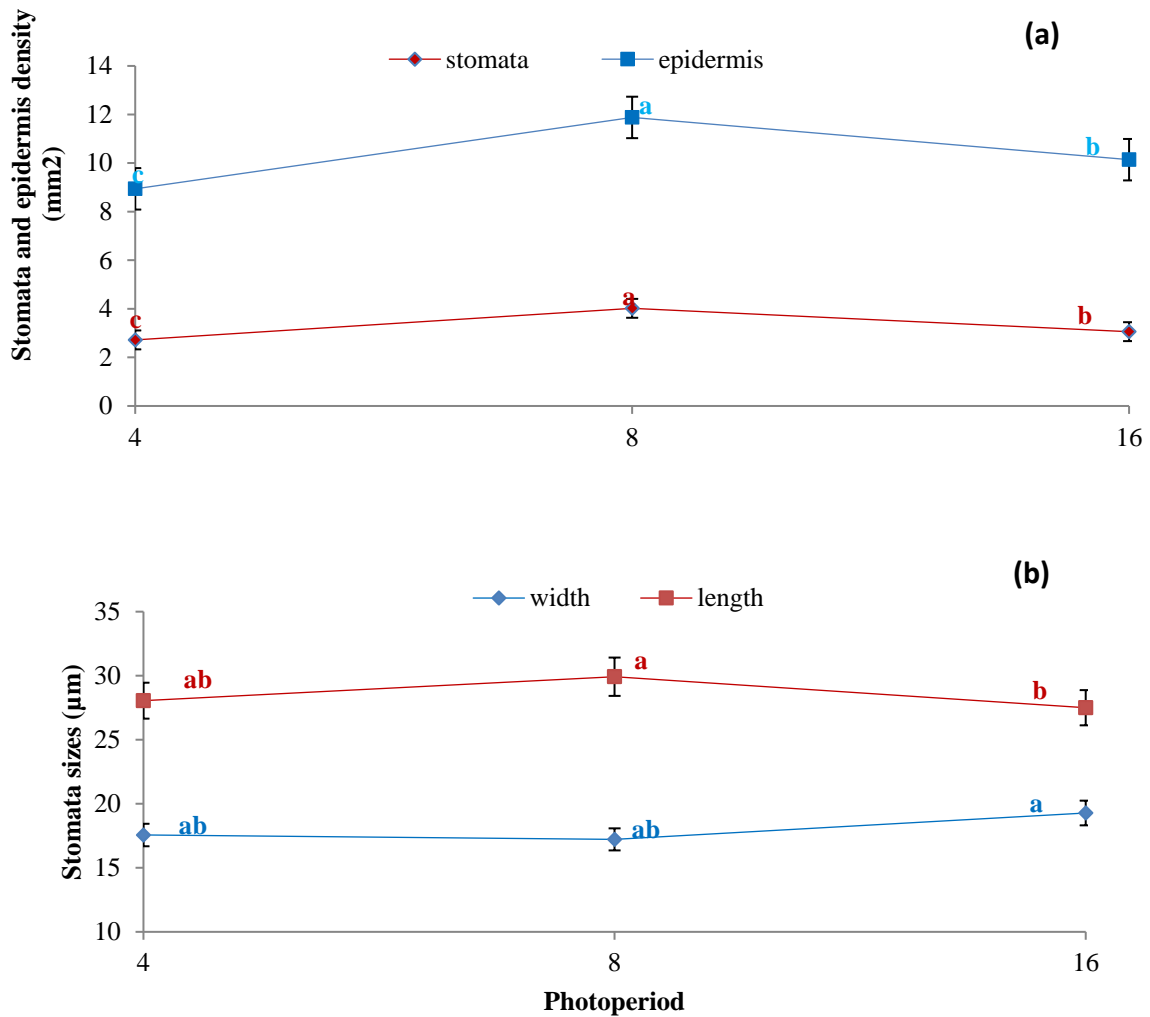 (a)
stomata epidermis
Stomata and epidermis density
(mm2)
14
12
10
8
6
4
2
0
c
a
b
c
a
b
4 8 16
(b)
width length
Stomata sizes (µm)
35
30
25
20
15
10
ab
a
b
ab
ab
a
4 8 16
Photoperiod